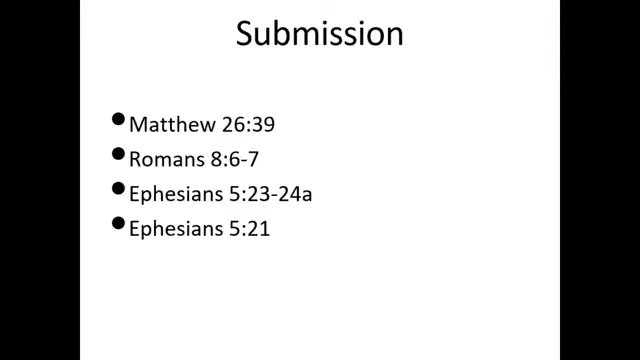 Submission
• Matthew 26:39
• Romans 8:6-7
• Ephesians 5:23-24a
• Ephesians 5:21